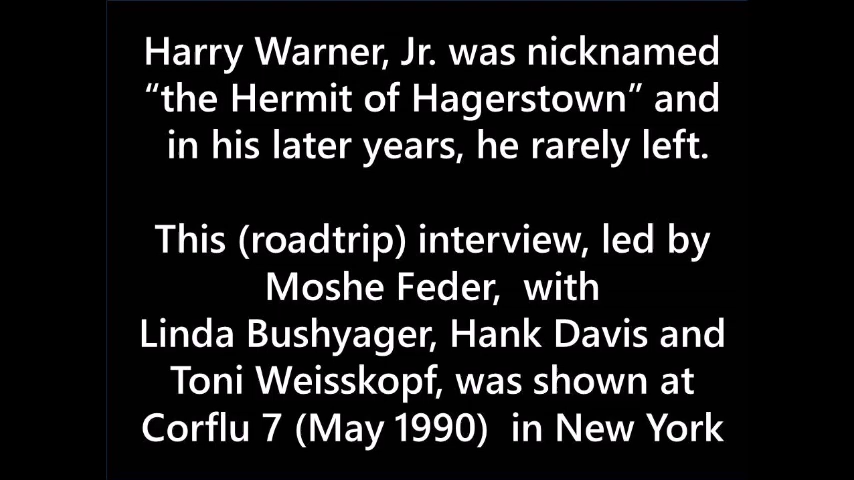 Harry Warner, Jr. was nicknamed
“the Hermit of Hagerstown” and
in his later years, he rarely left.
This (roadtrip) interview, led by
Moshe Feder, with
Linda Bushyager, Hank Davis and
Toni Weisskopf, was shown at
Corflu 7 (May 1990) in New York